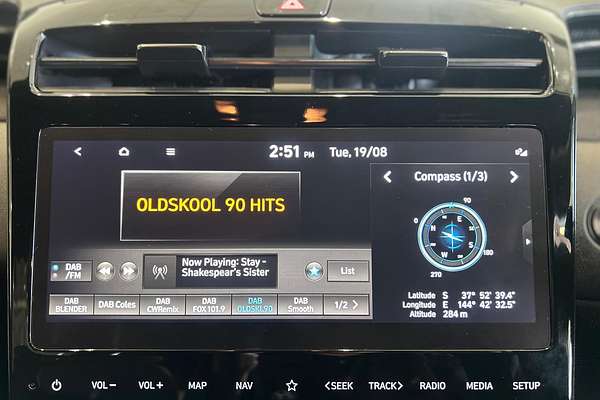 2:51 PM Tue, 19/08
OLDSKOOL 90 HITS
Compass (1/3)
90
N E
W S
180
270
DAB
/FM
Now Playing: Stay -
Shakespear's Sister
List
Latitude S 37° 52' 39.4"
Longitude E 144° 42' 32.5"
Altitude 284 m
DAB
BLENDER
DAB Coles
DAB
CWRemix
DAB
FOX 101.9
DAB
OLDSKL90
DAB
Smooth
1/2 >
VOL− VOL+ MAP NAV <SEEK TRACK> RADIO MEDIA SETUP